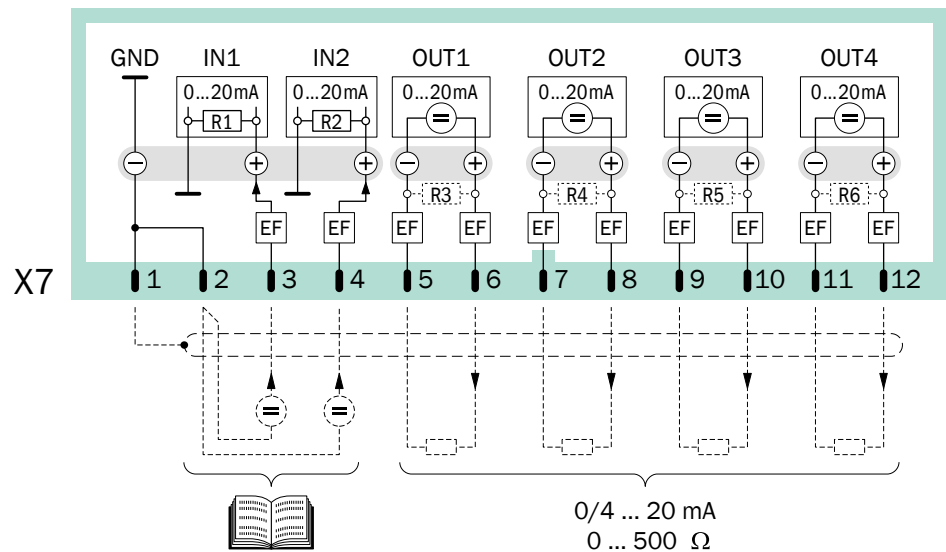 GND IN1 IN2 OUT1 OUT2 OUT3 OUT4
0...20mA 0...20mA 0...20mA 0...20mA 0...20mA 0...20mA
R1 R2
− + + − + − + − + − +
R3 R4 R5 R6
EF EF EF EF EF EF EF EF EF EF
X7 1 2 3 4 5 6 7 8 9 10 11 12
0/4 ... 20 mA
0 ... 500 Ω